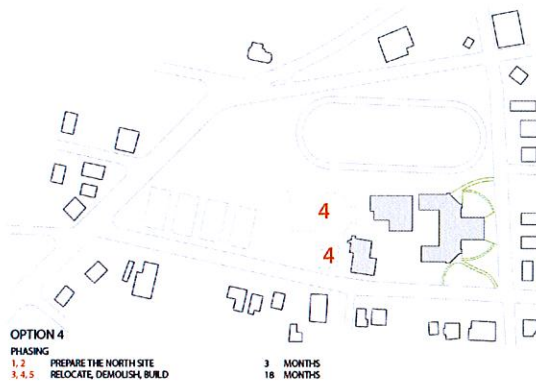 4
4
OPTION 4
PHASING
1, 2 PREPARE THE NORTH SITE 3 MONTHS
3, 4, 5 RELOCATE, DEMOLISH, BUILD 18 MONTHS